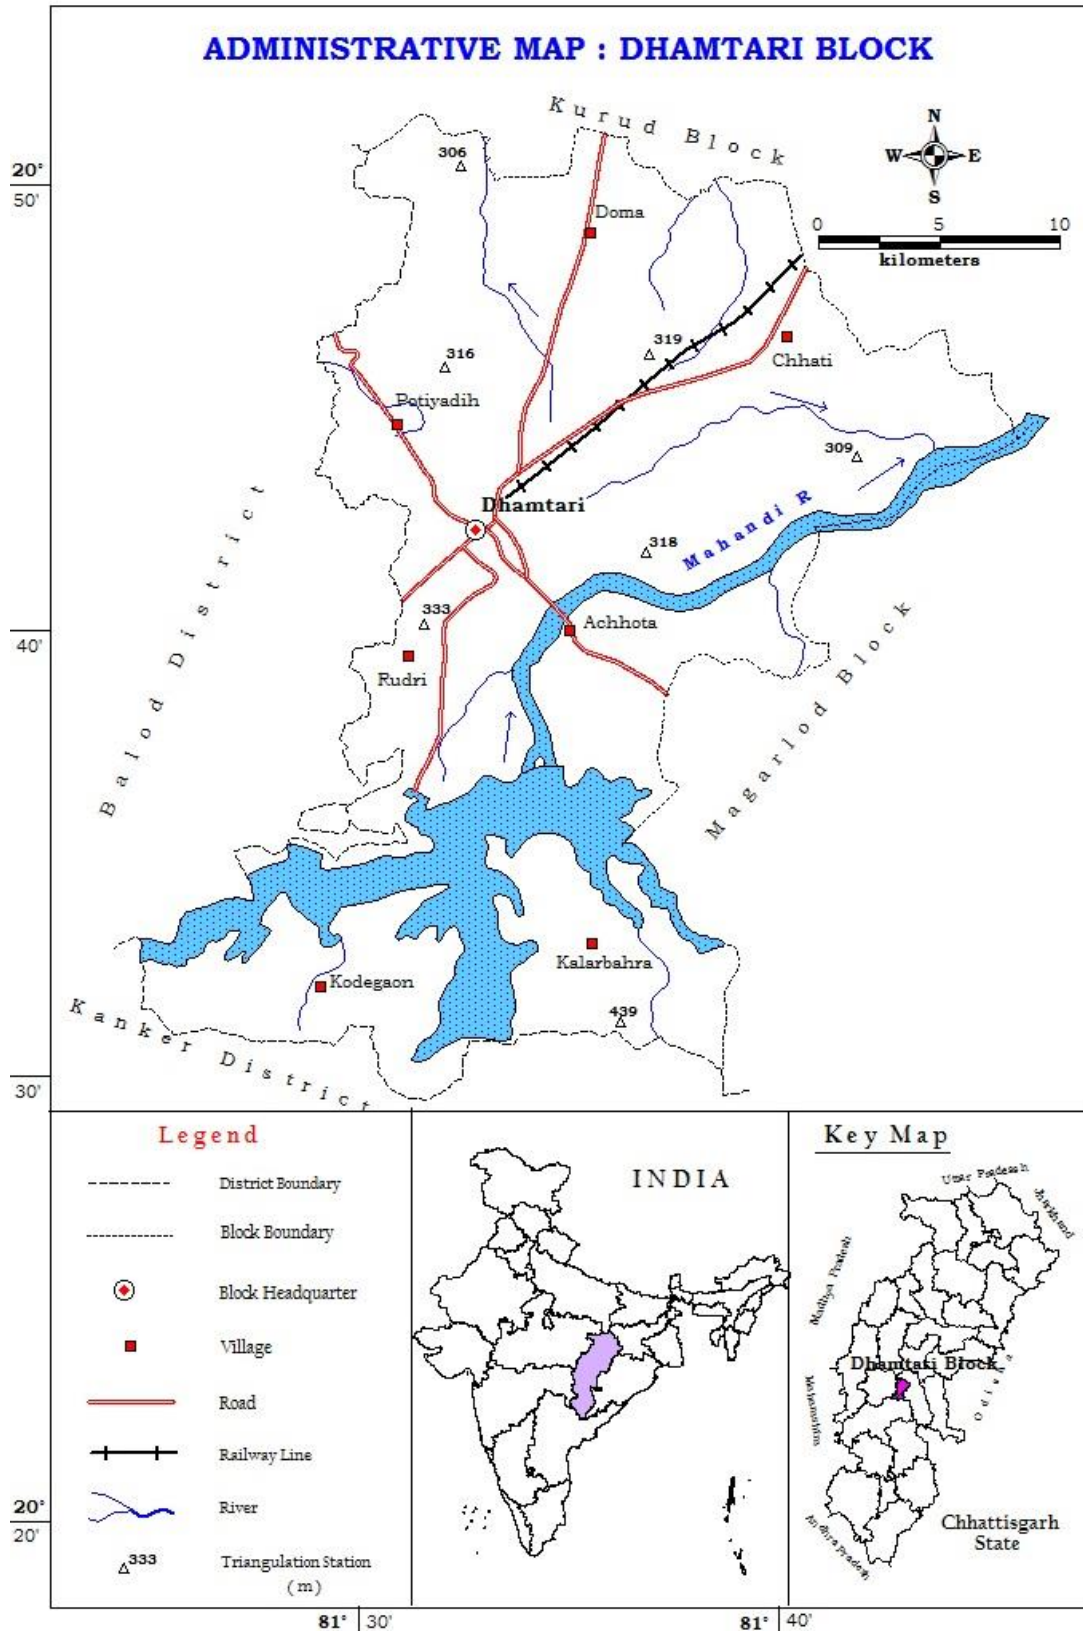 ADMINISTRATIVE MAP : DHAMTARI BLOCK
Kurud Block
N
W E
S
20°
50'
306
Doma
0 5 10
kilometers
319
Chhati
316
Potiyadih
309
Dhamtari
Mahandi R
318
Balod District
40'
333
Achhota
Rudri
Magarlod Block
Kalarbahra
Kodegaon
439
Kanker District
30'
Legend
District Boundary
Block Boundary
Block Headquarter
Village
Road
Railway Line
River
333
Triangulation Station
( m )
INDIA
Key Map
Uttar Pradesh
Jharkhand
Madhya Pradesh
Dhamtati Block
Odisha
Maharashtra
Andhra Pradesh
Chhattisgarh
State
20°
20'
81° 30'
81° 40'